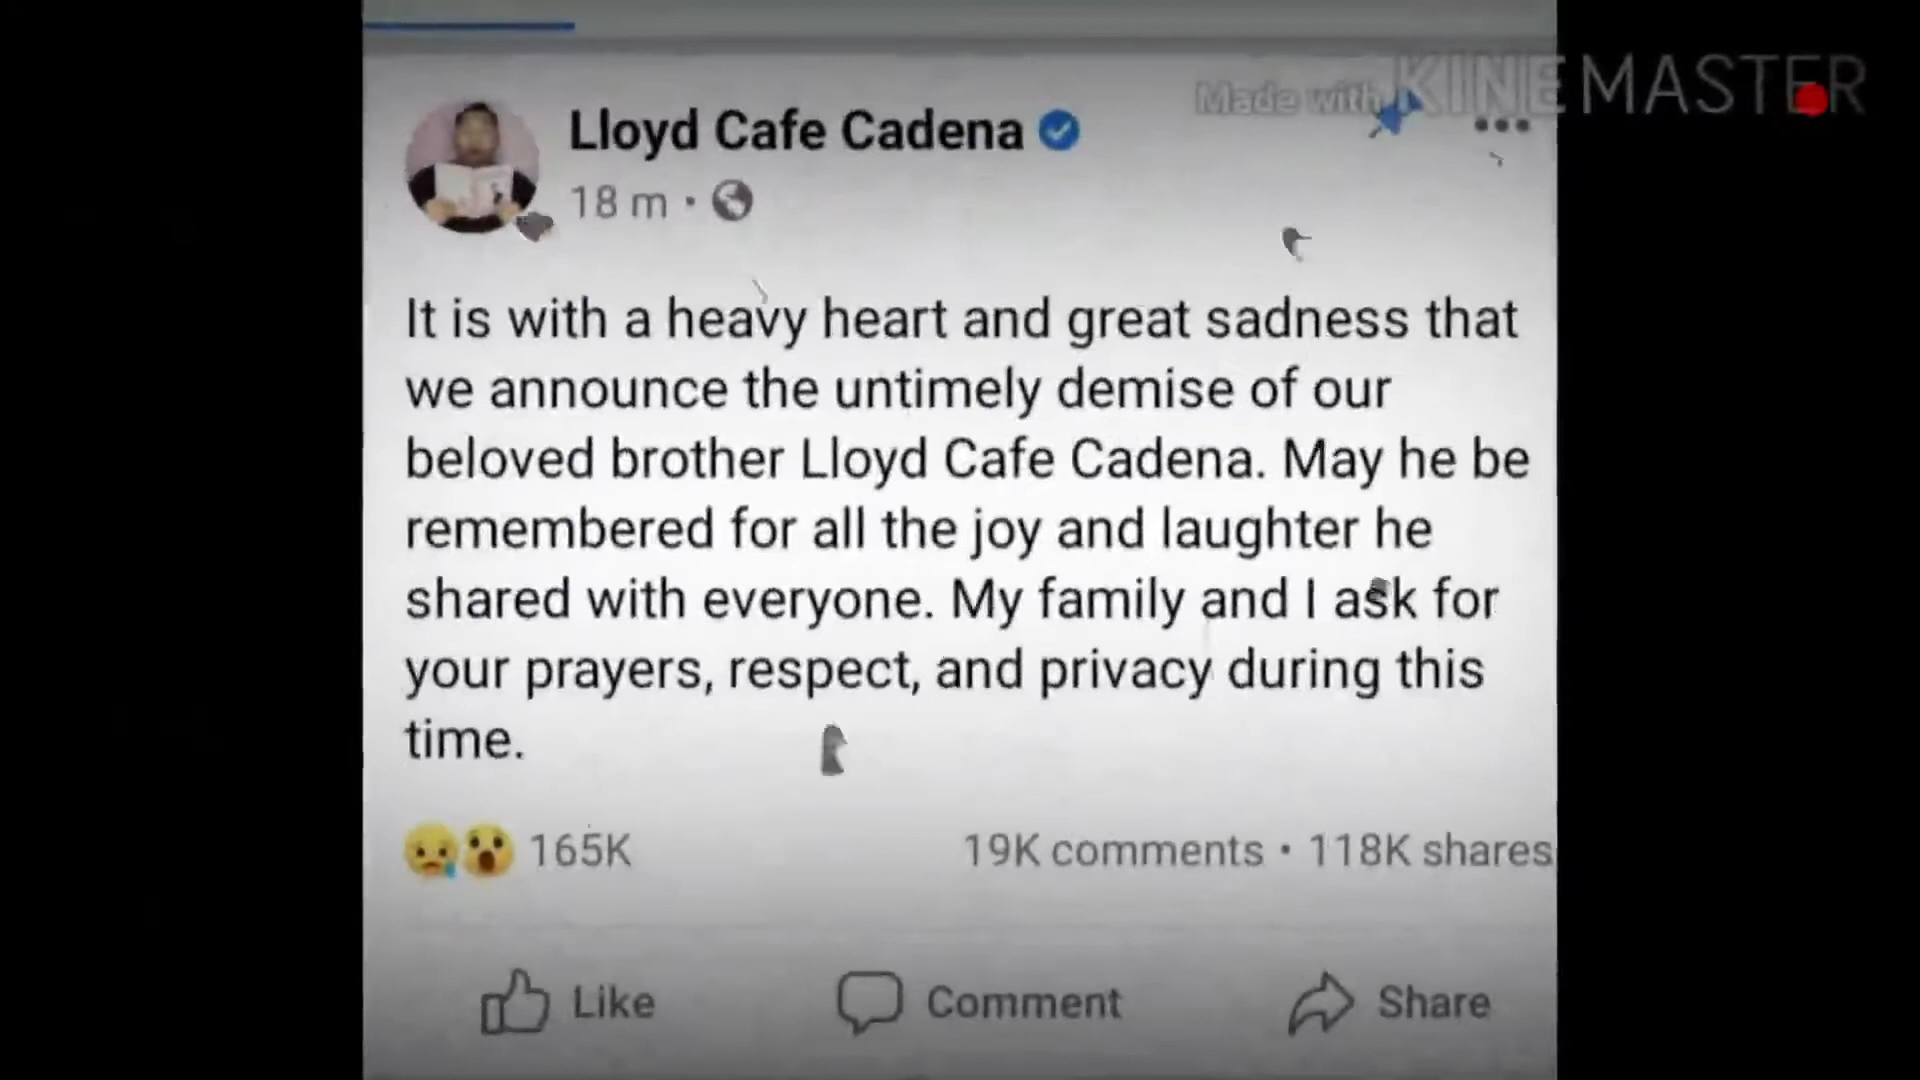 Made with KINEMASTER
Lloyd Cafe Cadena
18 m
It is with a heavy heart and great sadness that
we announce the untimely demise of our
beloved brother Lloyd Cafe Cadena. May he be
remembered for all the joy and laughter he
shared with everyone. My family and I ask for
your prayers, respect, and privacy during this
time.
165K
19K comments • 118K shares
Like
Comment
Share